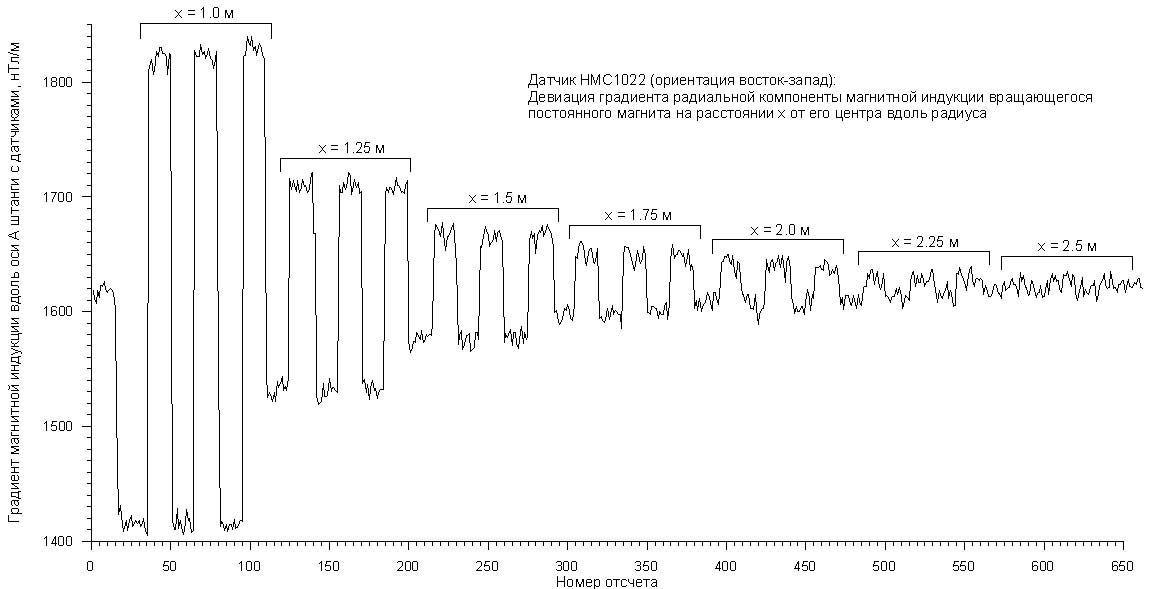 x = 1.0 м
Датчик HMC1022 (ориентация восток-запад):
Девиация градиента радиальной компоненты магнитной индукции вращающегося
постоянного магнита на расстоянии x от его центра вдоль радиуса
x = 1.25 м
x = 1.5 м
x = 1.75 м
x = 2.0 м
x = 2.25 м
x = 2.5 м
Градиент магнитной индукции вдоль оси A штанги с датчиками, нТл/м
1800
1700
1600
1500
1400
0 50 100 150 200 250 300 350 400 450 500 550 600 650
Номер отсчета